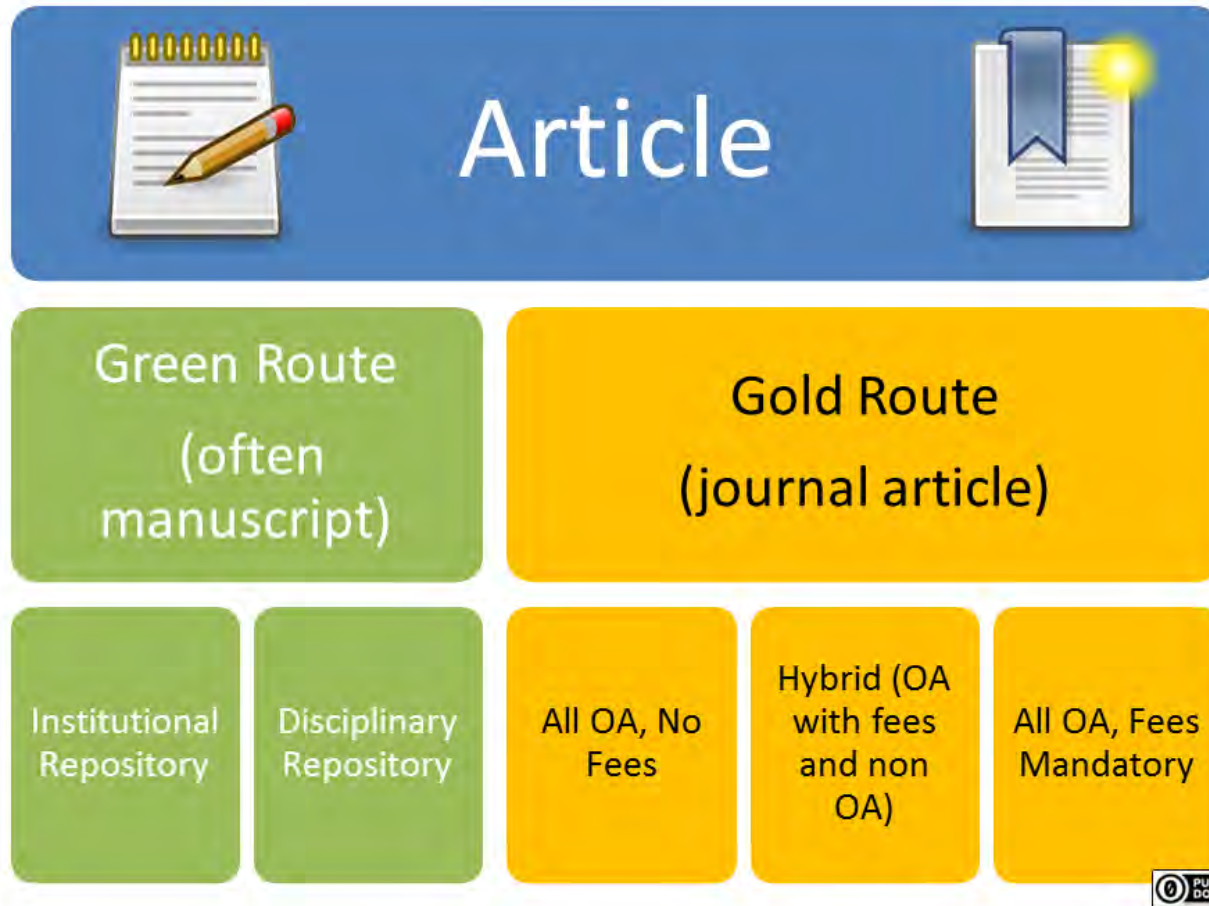 Article
Green Route
(often
manuscript)
Gold Route
(journal article)
Institutional
Repository
Disciplinary
Repository
All OA, No
Fees
Hybrid (OA
with fees
and non
OA)
All OA, Fees
Mandatory